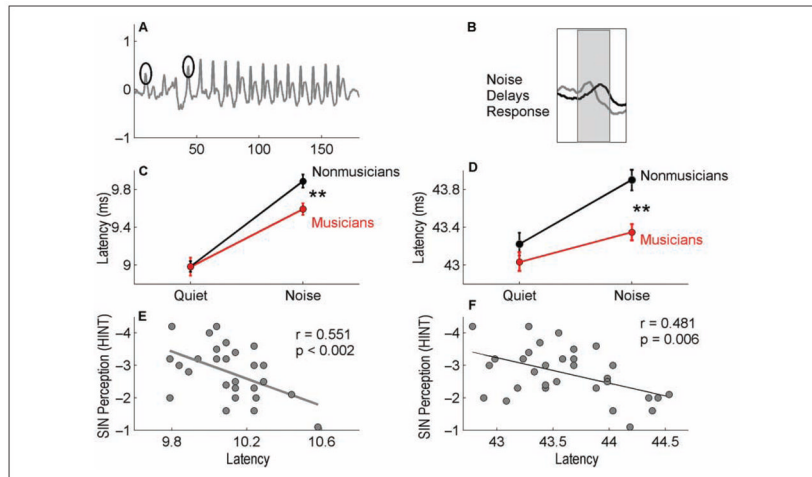 A
1
0
–1
50
100
150
B
Noise
Delays
Response
C
Latency (ms)
9.8
9.4
9
Nonmusicians
**
Musicians
Quiet
Noise
D
Latency (ms)
43.8
43.4
43
Nonmusicians
**
Musicians
Quiet
Noise
E
SIN Perception (HINT)
–4
–3
–2
–1
r = 0.551
p < 0.002
9.8
10.2
10.6
Latency
F
SIN Perception (HINT)
–4
–3
–2
–1
r = 0.481
p = 0.006
43
43.5
44
44.5
Latency